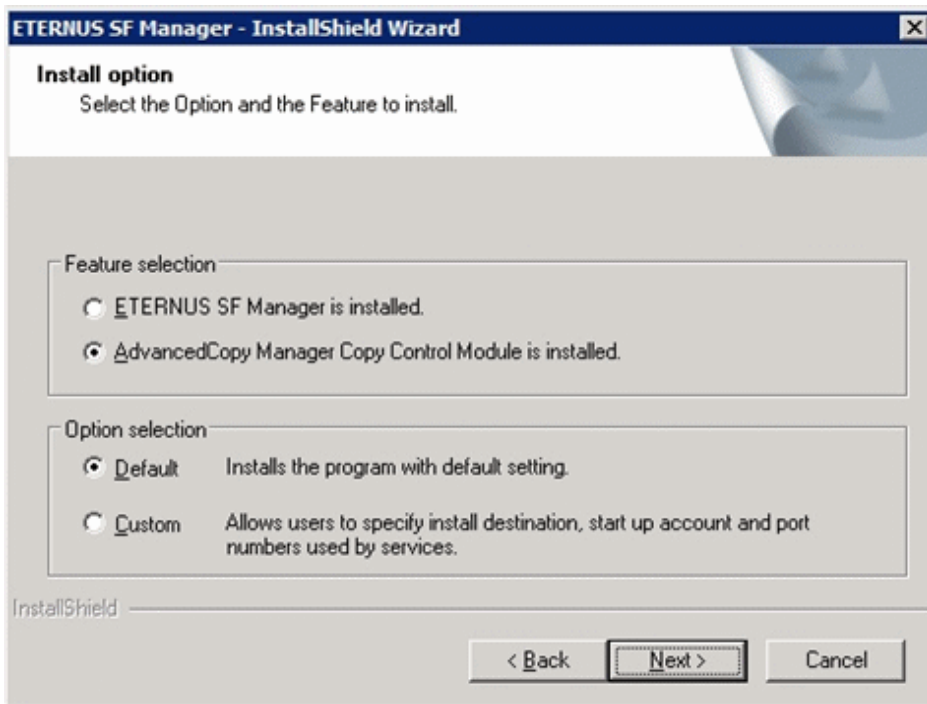 ETERNUS SF Manager - InstallShield Wizard
Install option
Select the Option and the Feature to install.
Feature selection
ETERNUS SF Manager is installed.
AdvancedCopy Manager Copy Control Module is installed.
Option selection
Default Installs the program with default setting.
Custom Allows users to specify install destination, start up account and port
numbers used by services.
InstallShield
< Back Next > Cancel